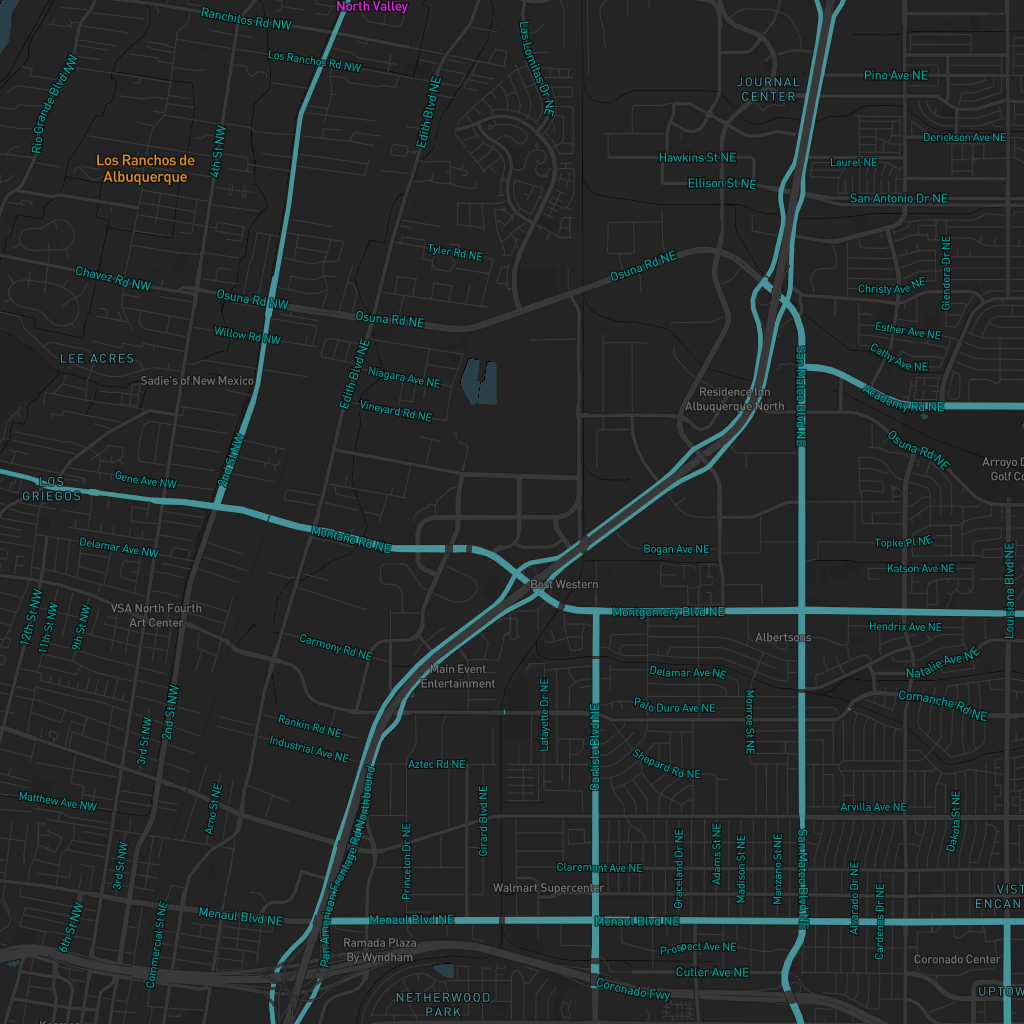 North Valley
Ranchitos Rd NW
Los Ranchos Rd NW
Las Lomitas Dr NE
Rio Grande Blvd NW
Edith Blvd NE
JOURNAL
CENTER
Pino Ave NE
Derickson Ave NE
4th St NW
Los Ranchos de
Albuquerque
Hawkins St NE
Laurel NE
Ellison St NE
San Antonio Dr NE
Tyler Rd NE
Osuna Rd NE
Glendora Dr NE
Chavez Rd NW
Osuna Rd NW
Christy Ave NE
Osuna Rd NE
Willow Rd NW
Esther Ave NE
LEE ACRES
Cathy Ave NE
Edith Blvd NE
San Mateo Blvd NE
Niagara Ave NE
Sadie's of New Mexico
Residence Inn
Albuquerque North
Academy Rd NE
Vineyard Rd NE
Osuna Rd NE
2nd St NW
Arroyo D
Golf Co
Gene Ave NW
LOS
GRIEGOS
Montano Rd NE
Delamar Ave NW
Bogan Ave NE
Topke Pl NE
Katson Ave NE
Louisiana Blvd NE
Best Western
12th St NW
11th St NW
9th St NW
VSA North Fourth
Art Center
Montgomery Blvd NE
Hendrix Ave NE
Albertsons
Carmony Rd NE
Main Event
Entertainment
Delamar Ave NE
Natalie Ave NE
2nd St NW
3rd St NW
Lafayette Dr NE
Carlisle Blvd NE
Palo Duro Ave NE
Monroe St NE
Comanche Rd NE
Rankin Rd NE
Industrial Ave NE
Aztec Rd NE
Shepard Rd NE
Matthew Ave NW
Arno St NE
Pan American Frontage Rd Northbound
Girard Blvd NE
Arvilla Ave NE
Dakota St NE
3rd St NW
Princeton Dr NE
Claremont Ave NE
Graceland Dr NE
Adams St NE
Madison St NE
Manzano St NE
San Mateo Blvd NE
Alvarado Dr NE
Cardenas Dr NE
Walmart Supercenter
VIST
ENCANT
6th St NW
Commercial St NE
Menaul Blvd NE
Menaul Blvd NE
Menaul Blvd NE
Ramada Plaza
By Wyndham
Prospect Ave NE
Cutler Ave NE
Coronado Center
Coronado Fwy
NETHERWOOD
PARK
UPTOW